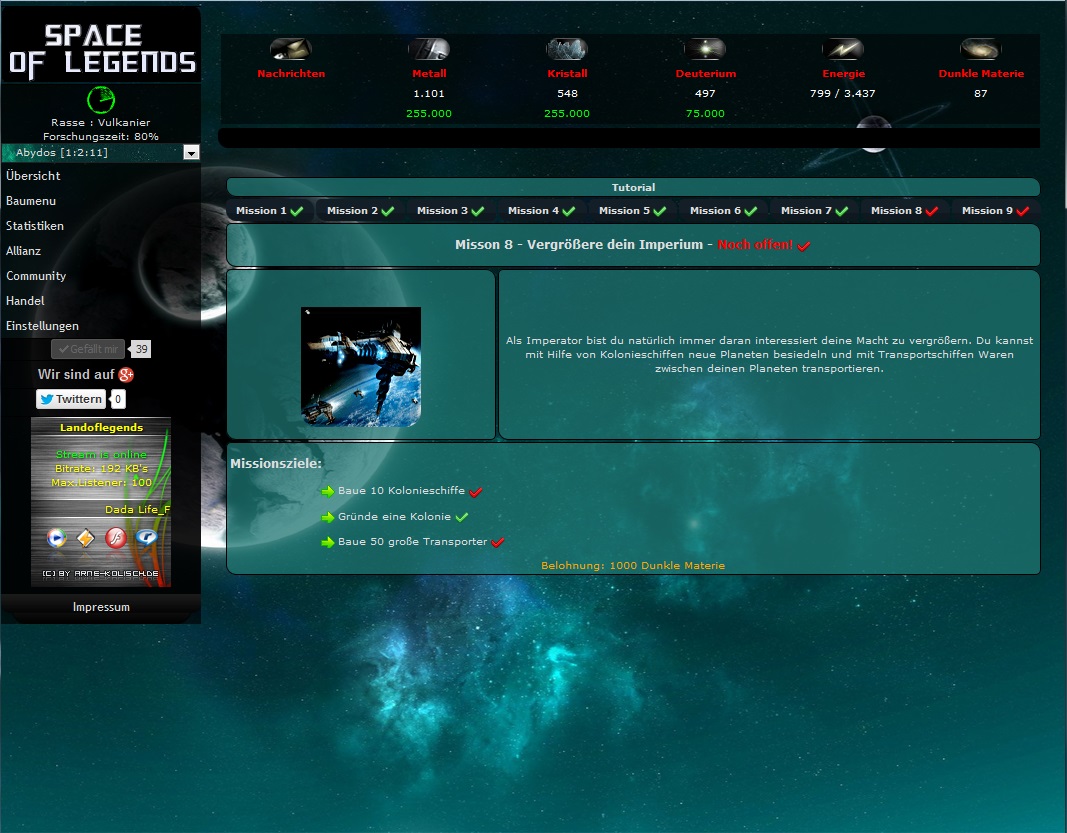 SPACE
OF LEGENDS
Rasse : Vulkanier
Forschungszeit: 80%
Abydos [1:2:11]
Übersicht
Baumenu
Statistiken
Allianz
Community
Handel
Einstellungen
Gefällt mir 39
Wir sind auf g+
Twittern 0
Landoflegends
Stream is online
Bitrate: 192 KB's
Max.Listener: 100
Dada Life_F
(C) BY ARNE-KOLISCH.DE
Impressum
Nachrichten Metall Kristall Deuterium Energie Dunkle Materie
1.101 548 497 799 / 3.437 87
255.000 255.000 75.000
Tutorial
Mission 1 Mission 2 Mission 3 Mission 4 Mission 5 Mission 6 Mission 7 Mission 8 Mission 9
Misson 8 - Vergrößere dein Imperium - Noch offen!
Als Imperator bist du natürlich immer daran interessiert deine Macht zu vergrößern. Du kannst
mit Hilfe von Kolonieschiffen neue Planeten besiedeln und mit Transportschiffen Waren
zwischen deinen Planeten transportieren.
Missionsziele:
Baue 10 Kolonieschiffe
Gründe eine Kolonie
Baue 50 große Transporter
Belohnung: 1000 Dunkle Materie